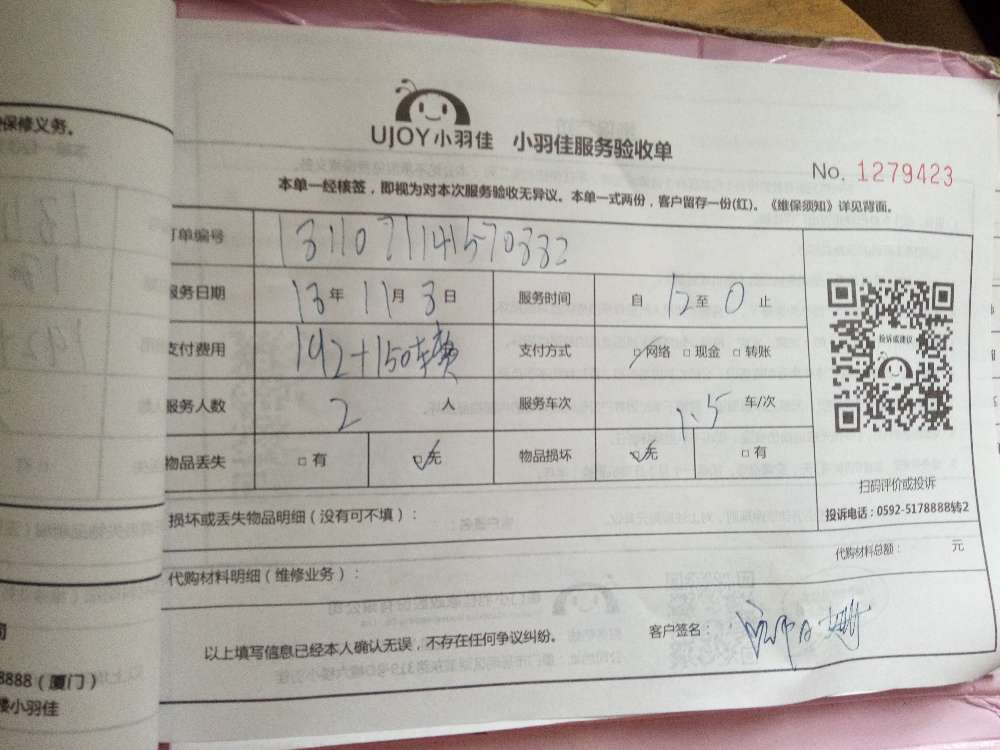 保修义务。
UJOY小羽佳 小羽佳服务验收单
No. 1279423
本单一经核签，即视为对本次服务验收无异议。本单一式两份，客户留存一份(红)。《维保须知》详见背面。
订单编号 1311071141570332
服务日期 13年 11月 3日 服务时间 自 12 至 0 止
支付费用 142+150车费 支付方式 □网络 □现金 □转账
服务人数 2 人 服务车次 1.5 车/次
物品丢失 □有 □无 物品损坏 □无 □有
投诉或建议
扫码评价或投诉
投诉电话：0592-5178888转2
损坏或丢失物品明细（没有可不填）：
代购材料总额： 元
代购材料明细（维修业务）：
以上填写信息已经本人确认无误，不存在任何争议纠纷。
客户签名：
司
8888（厦门）
楼小羽佳